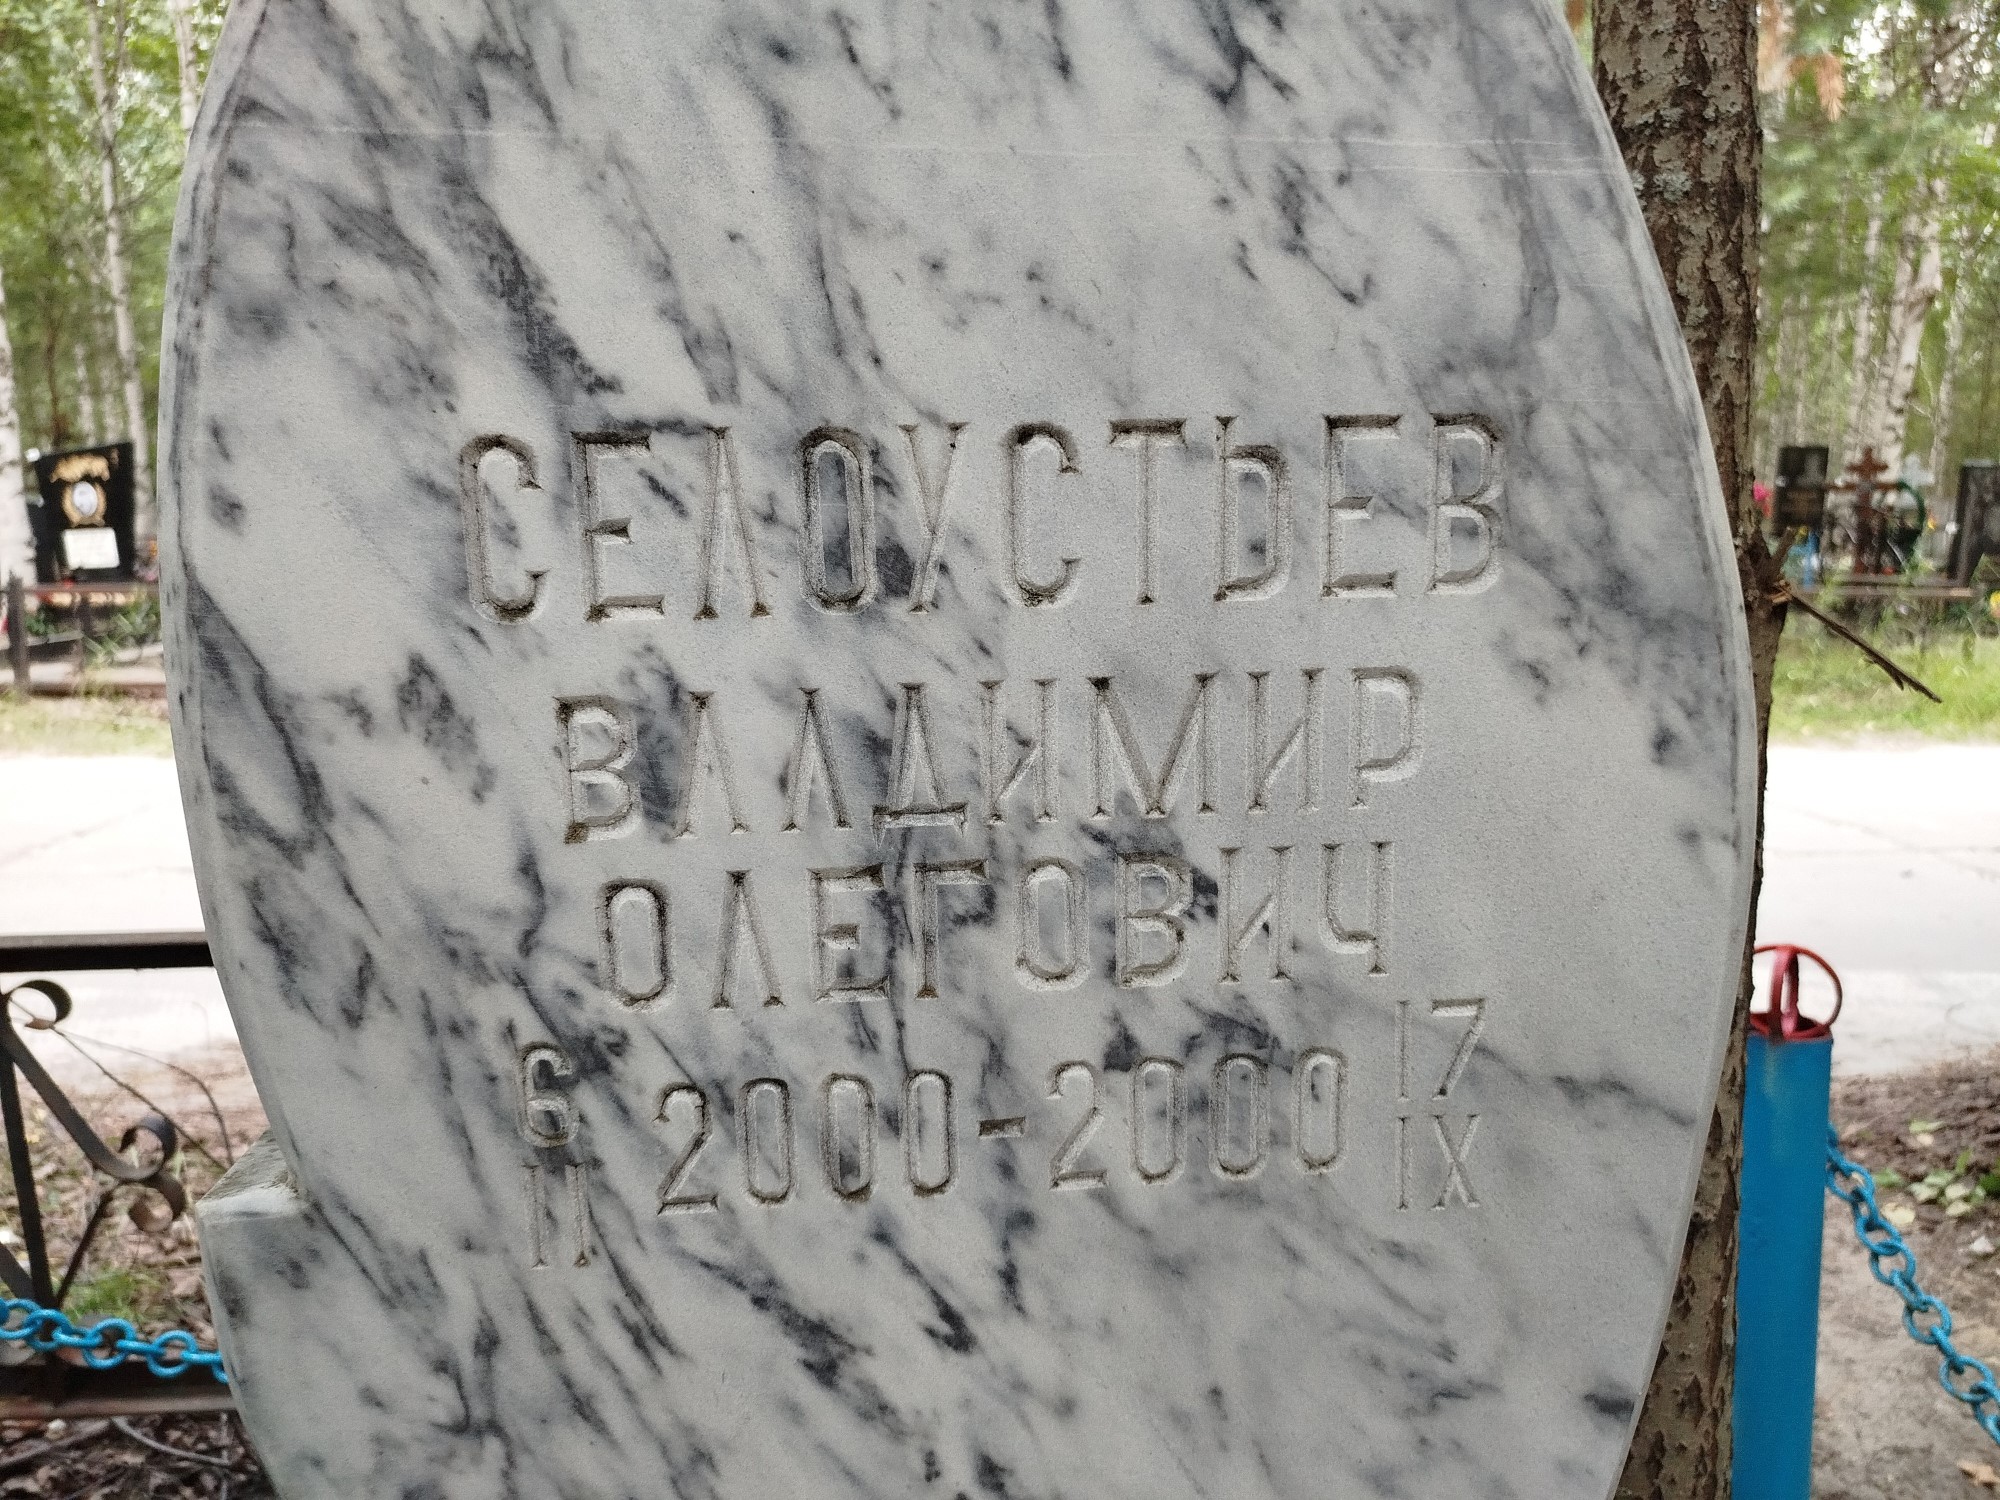 СЕЛОУСТЬЕВ
ВЛАДИМИР
ОЛЕГОВИЧ
6 II 2000-2000 17 IX